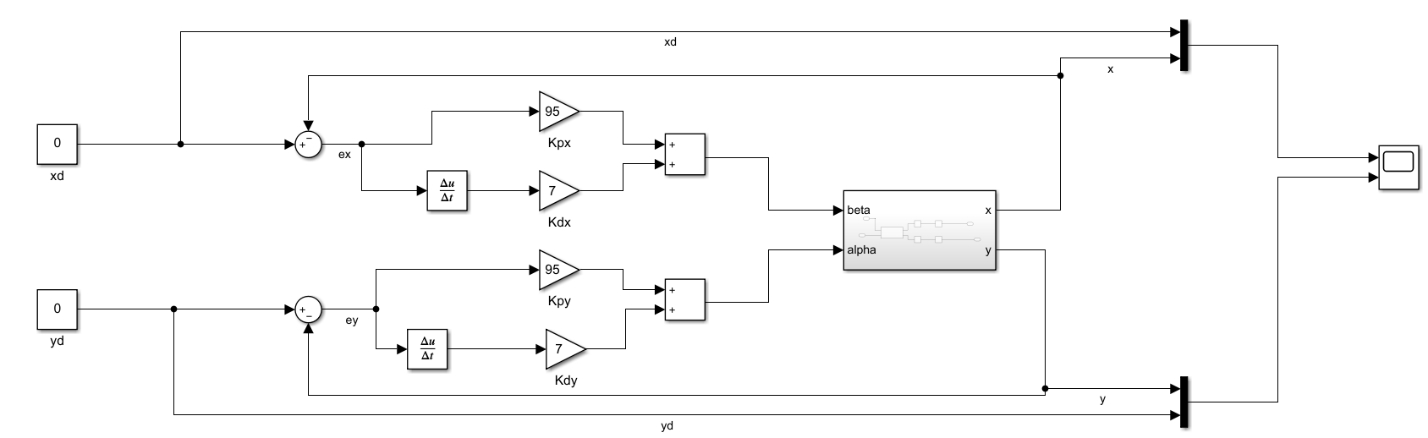 xd
x
0
xd
+
−
ex
95
Kpx
Δu
Δt
7
Kdx
+
+
beta
alpha
x
y
0
yd
+
−
ey
95
Kpy
Δu
Δt
7
Kdy
+
+
y
yd